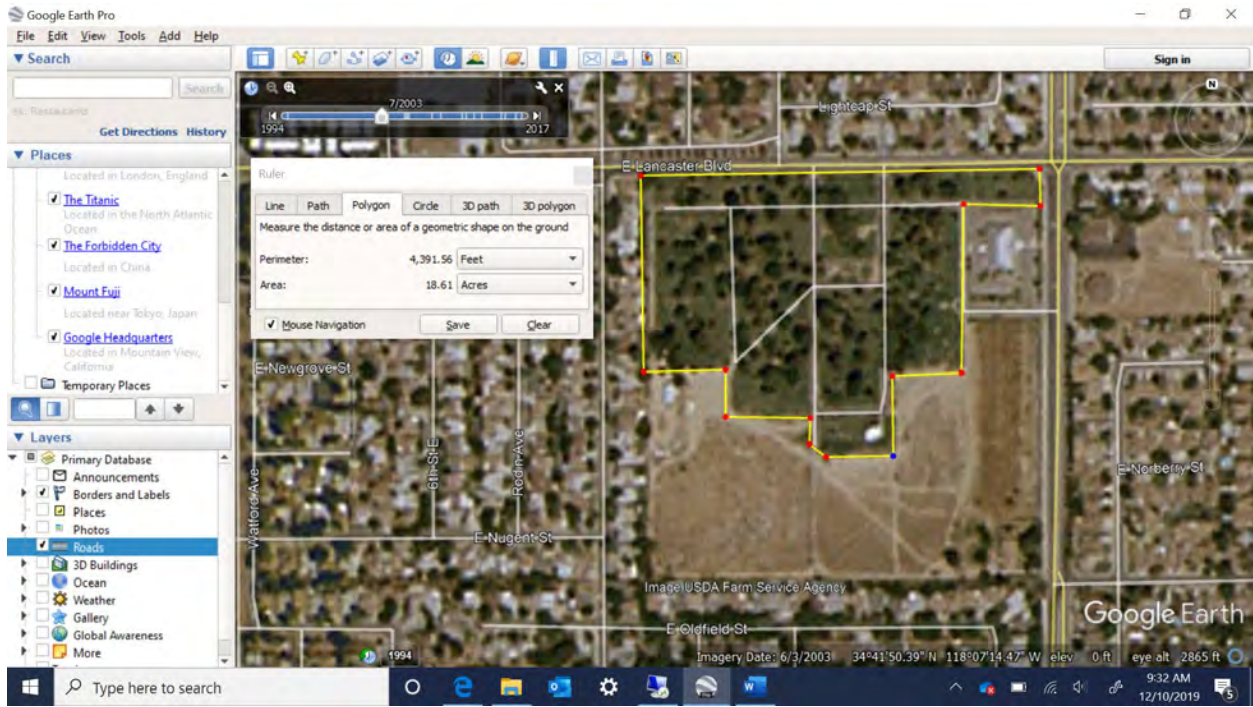 Google Earth Pro
File Edit View Tools Add Help
Search
Search
Get Directions History
Places
Located in London, England
The Titanic
Located in the North Atlantic
Ocean
The Forbidden City
Located in China
Mount Fuji
Located near Tokyo, Japan
Google Headquarters
Located in Mountain View,
California
Temporary Places
Layers
Primary Database
Announcements
Borders and Labels
Places
Photos
Roads
3D Buildings
Ocean
Weather
Gallery
Global Awareness
More
Sign in
7/2003
1994 2017
Ruler
Line Path Polygon Circle 3D path 3D polygon
Measure the distance or area of a geometric shape on the ground
Perimeter: 4,391.56 Feet
Area: 18.61 Acres
Mouse Navigation Save Clear
N
Lightcap St
E Lancaster Blvd
E Newgrove St
Watford Ave
6th St E
Rodin Ave
E Norberry St
E Nugent St
Image USDA Farm Service Agency
E Oldfield St
Google Earth
1994
Imagery Date: 6/3/2003 34°41'50.39" N 118°07'14.47" W elev 0 ft eye alt 2865 ft
Type here to search
9:32 AM
12/10/2019
5